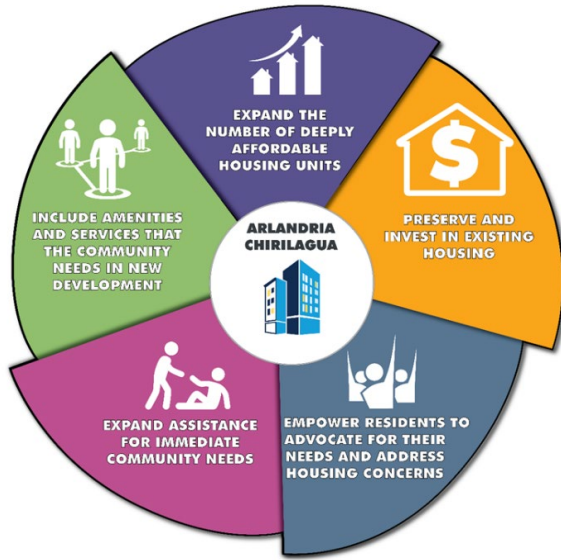 EXPAND THE
NUMBER OF DEEPLY
AFFORDABLE
HOUSING UNITS
$
PRESERVE AND
INVEST IN EXISTING
HOUSING
EMPOWER RESIDENTS TO
ADVOCATE FOR THEIR
NEEDS AND ADDRESS
HOUSING CONCERNS
EXPAND ASSISTANCE
FOR IMMEDIATE
COMMUNITY NEEDS
INCLUDE AMENITIES
AND SERVICES THAT
THE COMMUNITY
NEEDS IN NEW
DEVELOPMENT
ARLANDRIA
CHIRILAGUA